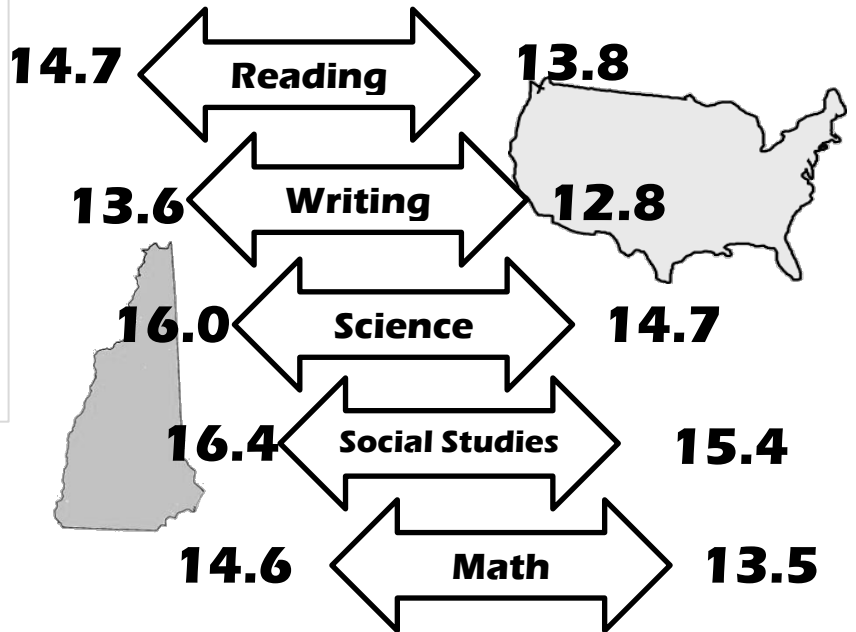 14.7 Reading 13.8
13.6 Writing 12.8
16.0 Science 14.7
16.4 Social Studies 15.4
14.6 Math 13.5